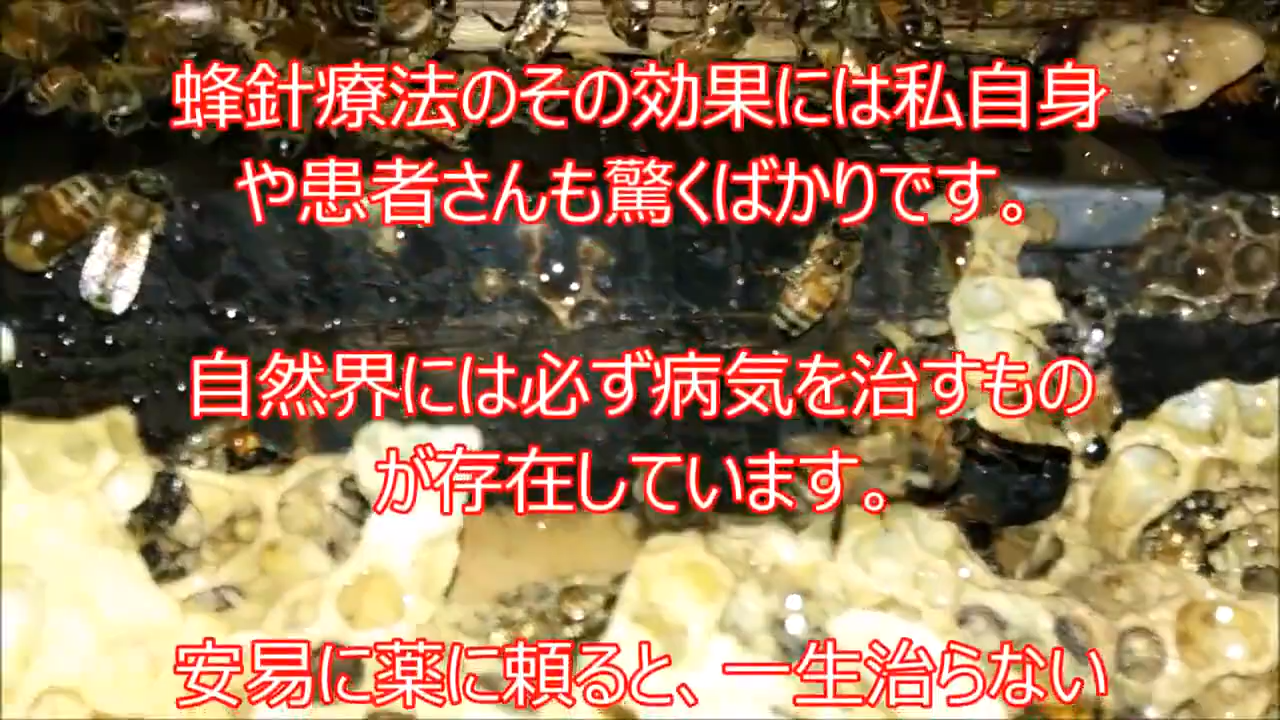 蜂針療法のその効果には私自身
や患者さんも驚くばかりです。
自然界には必ず病気を治すもの
が存在しています。
安易に薬に頼ると、一生治らない